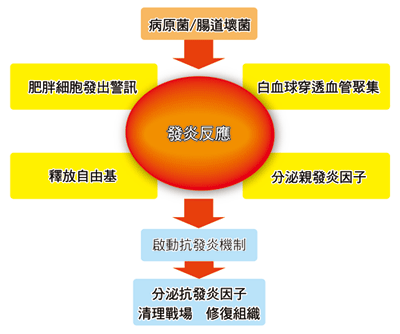 病原菌/腸道壞菌
肥胖細胞發出警訊
白血球穿透血管聚集
發炎反應
釋放自由基
分泌親發炎因子
啟動抗發炎機制
分泌抗發炎因子
清理戰場　修復組織